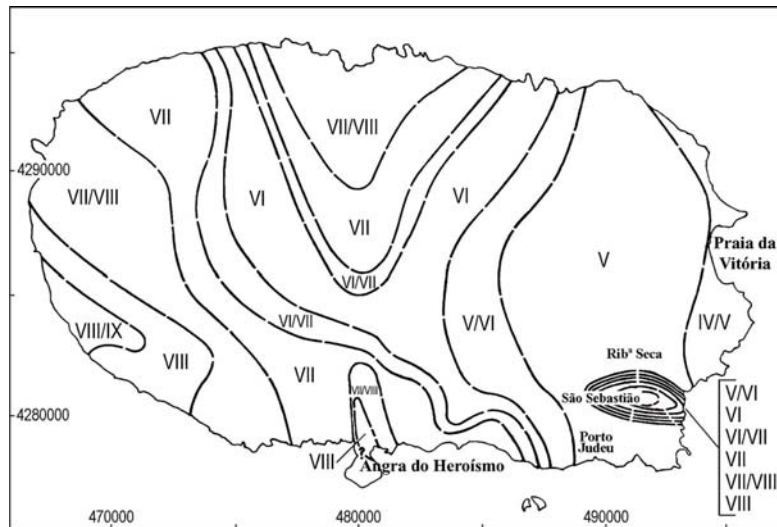 VII
VII/VIII
4290000
VII/VIII
VI
VI
VII
Praia da
Vitória
V
VI/VII
IV/V
VIII/IX
VI/VII
V/VI
VIII
Ribª Seca
VII
VII/VIII
São Sebastião
V/VI
4280000
VI
Porto
Judeu
VI/VII
VIII
?
Angra do Heroísmo
VII
VII/VIII
VIII
470000
480000
490000